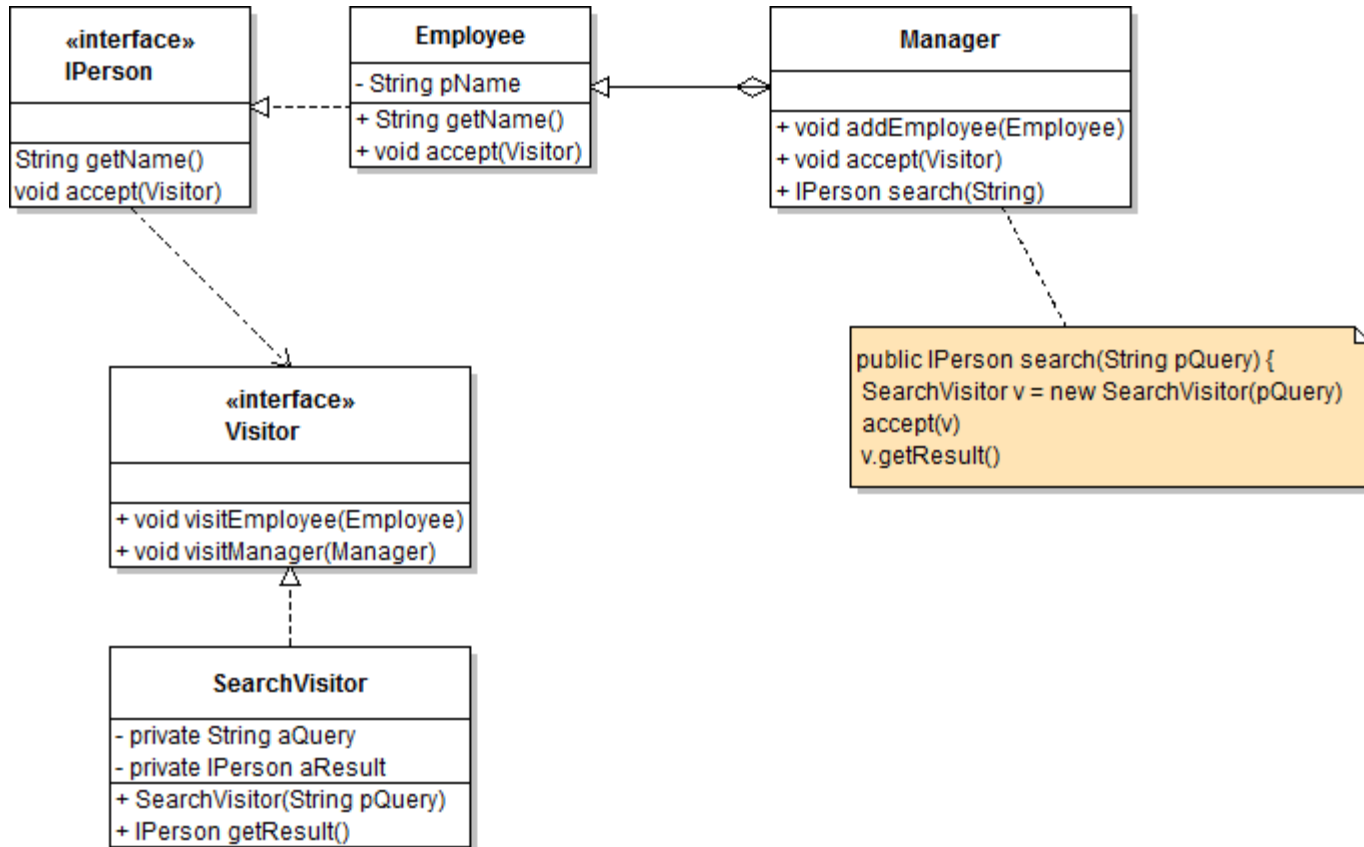 «interface»
IPerson
String getName()
void accept(Visitor)
Employee
- String pName
+ String getName()
+ void accept(Visitor)
Manager
+ void addEmployee(Employee)
+ void accept(Visitor)
+ IPerson search(String)
public IPerson search(String pQuery) {
SearchVisitor v = new SearchVisitor(pQuery)
accept(v)
v.getResult()
«interface»
Visitor
+ void visitEmployee(Employee)
+ void visitManager(Manager)
SearchVisitor
- private String aQuery
- private IPerson aResult
+ SearchVisitor(String pQuery)
+ IPerson getResult()